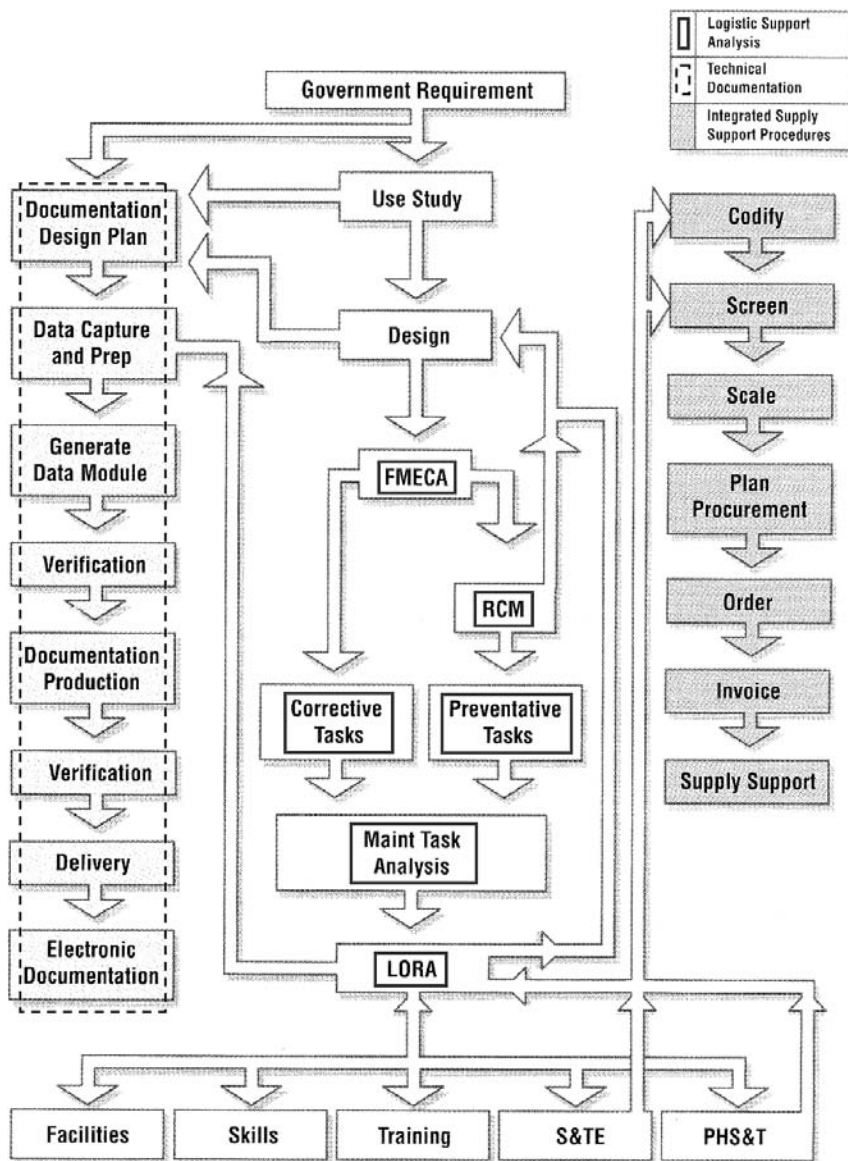 Logistic Support
Analysis
Technical
Documentation
Integrated Supply
Support Procedures
Government Requirement
Documentation
Design Plan
Use Study
Codify
Data Capture
and Prep
Design
Screen
Scale
Generate
Data Module
FMECA
Plan
Procurement
Verification
RCM
Order
Documentation
Production
Corrective
Tasks
Preventative
Tasks
Invoice
Verification
Supply Support
Maint Task
Analysis
Delivery
Electronic
Documentation
LORA
Facilities
Skills
Training
S&TE
PHS&T